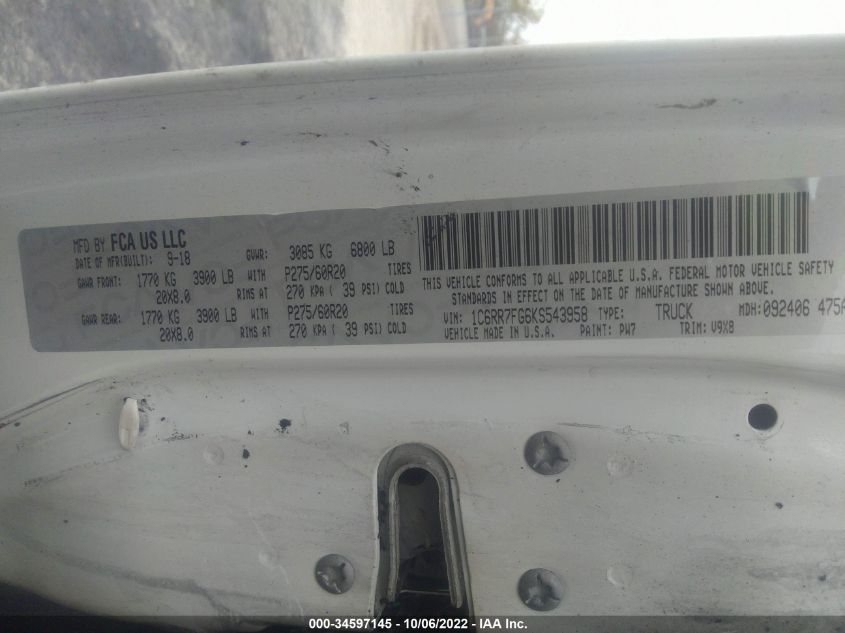 MFD BY FCA US LLC
DATE OF MFR(BUILT): 9-18 GVWR: 3085 KG 6800 LB
GAWR FRONT: 1770 KG 3900 LB WITH P275/60R20 TIRES
20X8.0 RIMS AT 270 KPA ( 39 PSI) COLD
GAWR REAR: 1770 KG 3900 LB WITH P275/60R20 TIRES
20X8.0 RIMS AT 270 KPA ( 39 PSI) COLD
THIS VEHICLE CONFORMS TO ALL APPLICABLE U.S.A. FEDERAL MOTOR VEHICLE SAFETY
STANDARDS IN EFFECT ON THE DATE OF MANUFACTURE SHOWN ABOVE.
VIN: 1C6RR7FG6KS543958 TYPE: TRUCK MDH:092406 475A
VEHICLE MADE IN U.S.A. PAINT: PW7 TRIM: V9X8
000-34597145 - 10/06/2022 - IAA Inc.